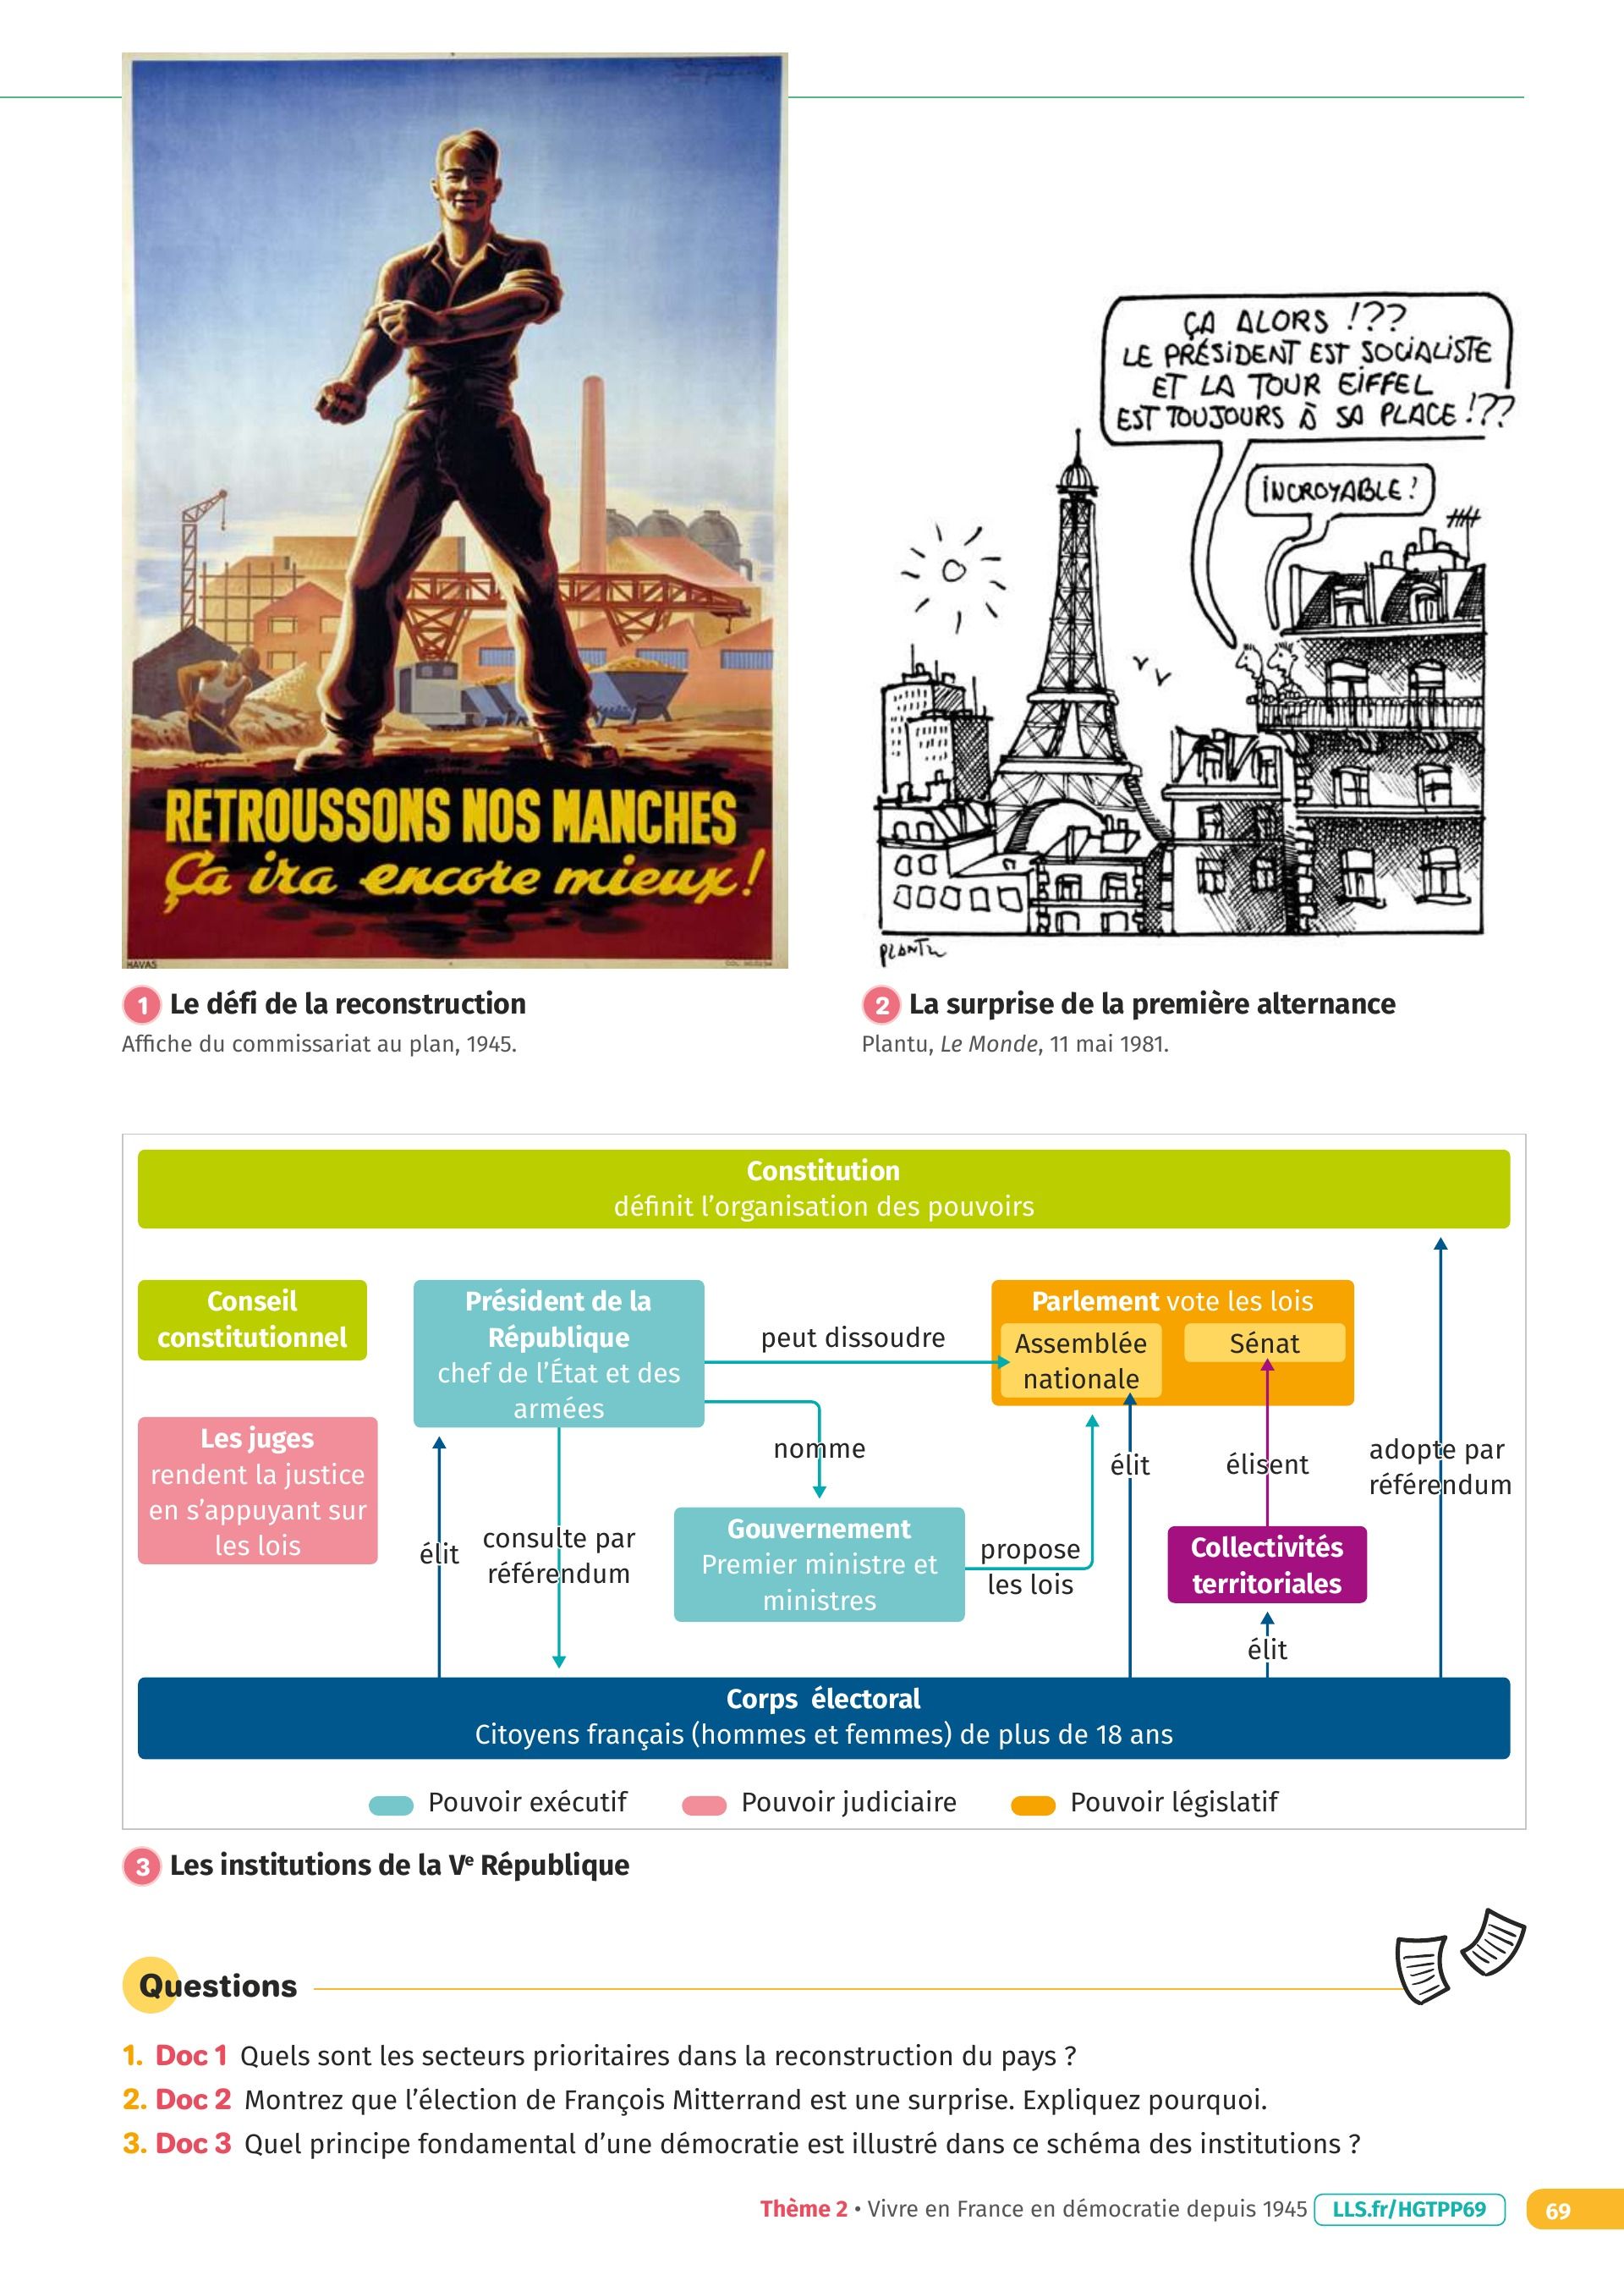 RETROUSSONS NOS MANCHES
Ça ira encore mieux !
HAVAS
ÇA ALORS !??
LE PRÉSIDENT EST SOCIALISTE
ET LA TOUR EIFFEL
EST TOUJOURS À SA PLACE !??
INCROYABLE !
PLANTU
1 Le défi de la reconstruction
Affiche du commissariat au plan, 1945.
2 La surprise de la première alternance
Plantu, Le Monde, 11 mai 1981.
Constitution
définit l’organisation des pouvoirs
Conseil
constitutionnel
Président de la
République
chef de l’État et des
armées
peut dissoudre
Parlement vote les lois
Assemblée
nationale
Sénat
Les juges
rendent la justice
en s’appuyant sur
les lois
nomme
élit
élisent
adopte par
référendum
élit
consulte par
référendum
Gouvernement
Premier ministre et
ministres
propose
les lois
Collectivités
territoriales
élit
Corps électoral
Citoyens français (hommes et femmes) de plus de 18 ans
Pouvoir exécutif
Pouvoir judiciaire
Pouvoir législatif
3 Les institutions de la Ve République
Questions
1. Doc 1 Quels sont les secteurs prioritaires dans la reconstruction du pays ?
2. Doc 2 Montrez que l’élection de François Mitterrand est une surprise. Expliquez pourquoi.
3. Doc 3 Quel principe fondamental d’une démocratie est illustré dans ce schéma des institutions ?
Thème 2 • Vivre en France en démocratie depuis 1945
LLS.fr/HGTPP69
69